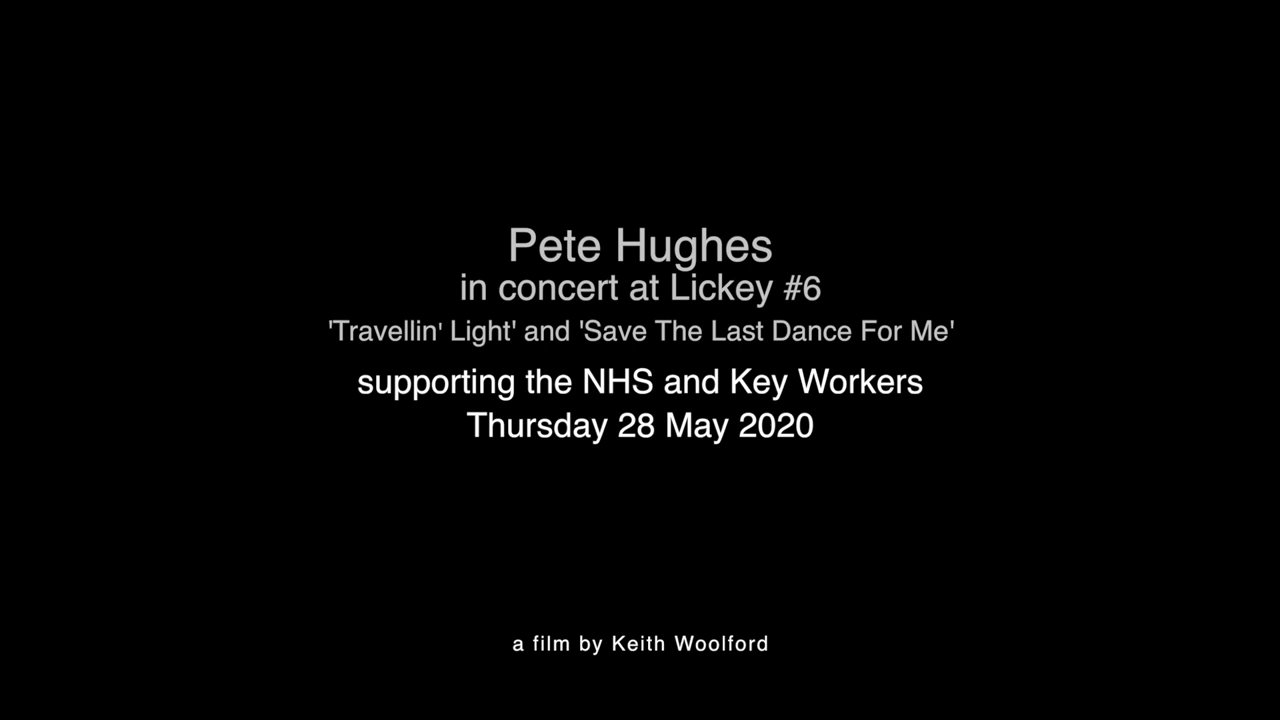 Pete Hughes
in concert at Lickey #6
'Travellin' Light' and 'Save The Last Dance For Me'
supporting the NHS and Key Workers
Thursday 28 May 2020
a film by Keith Woolford